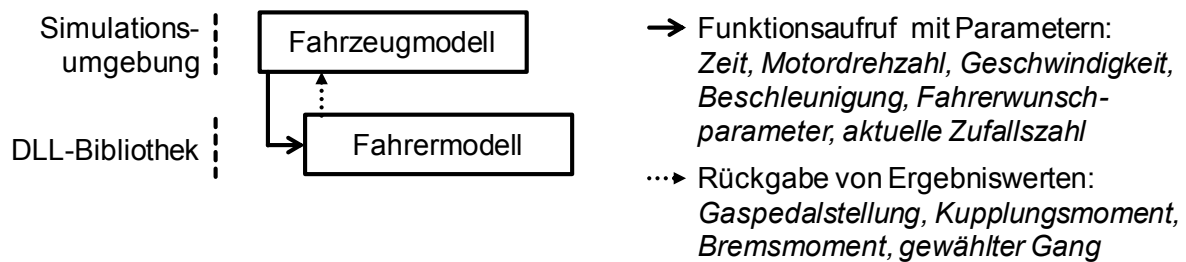 Simulations-
umgebung
Fahrzeugmodell
DLL-Bibliothek
Fahrermodell
Funktionsaufruf mit Parametern:
Zeit, Motordrehzahl, Geschwindigkeit,
Beschleunigung, Fahrerwunsch-
parameter, aktuelle Zufallszahl
Rückgabe von Ergebniswerten:
Gaspedalstellung, Kupplungsmoment,
Bremsmoment, gewählter Gang